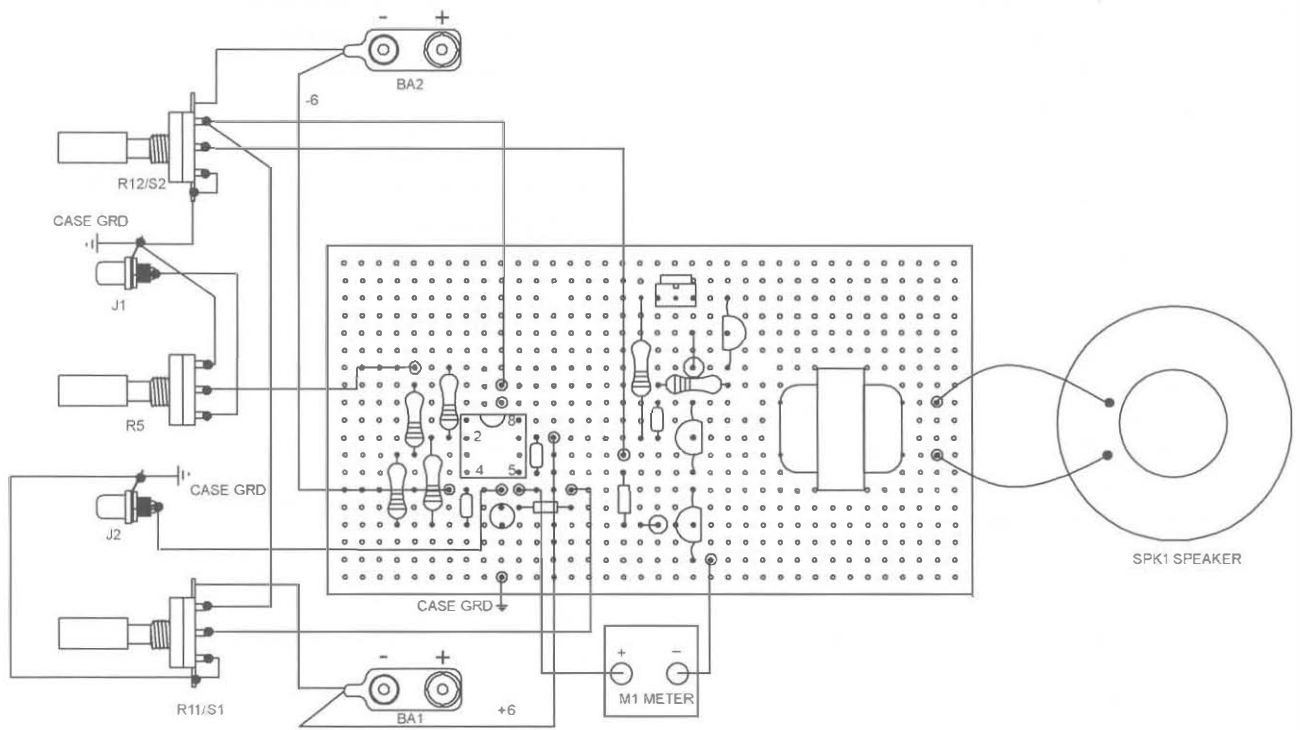 - +
BA2
-6
R12/S2
CASE GRD
J1
R5
8
2
4 5
CASE GRD
J2
SPK1 SPEAKER
CASE GRD
+ -
M1 METER
- +
BA1
+6
R11/S1